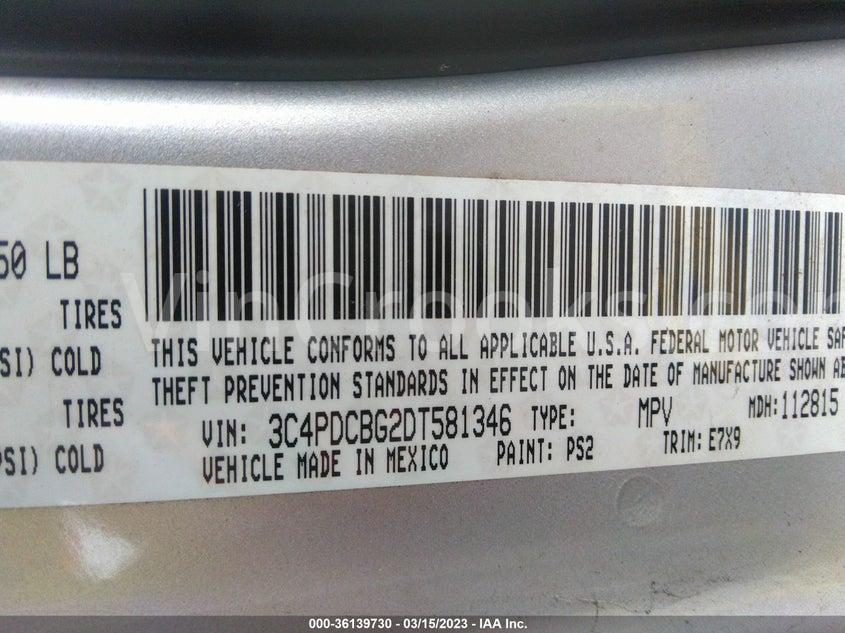 50 LB
TIRES
SI) COLD
TIRES
PSI) COLD
THIS VEHICLE CONFORMS TO ALL APPLICABLE U.S.A. FEDERAL MOTOR VEHICLE SAF
THEFT PREVENTION STANDARDS IN EFFECT ON THE DATE OF MANUFACTURE SHOWN AB
VIN: 3C4PDCBG2DT581346 TYPE: MPV MDH:112815
VEHICLE MADE IN MEXICO PAINT: PS2 TRIM: E7X9
VinCrooks.com
000-36139730 - 03/15/2023 - IAA Inc.